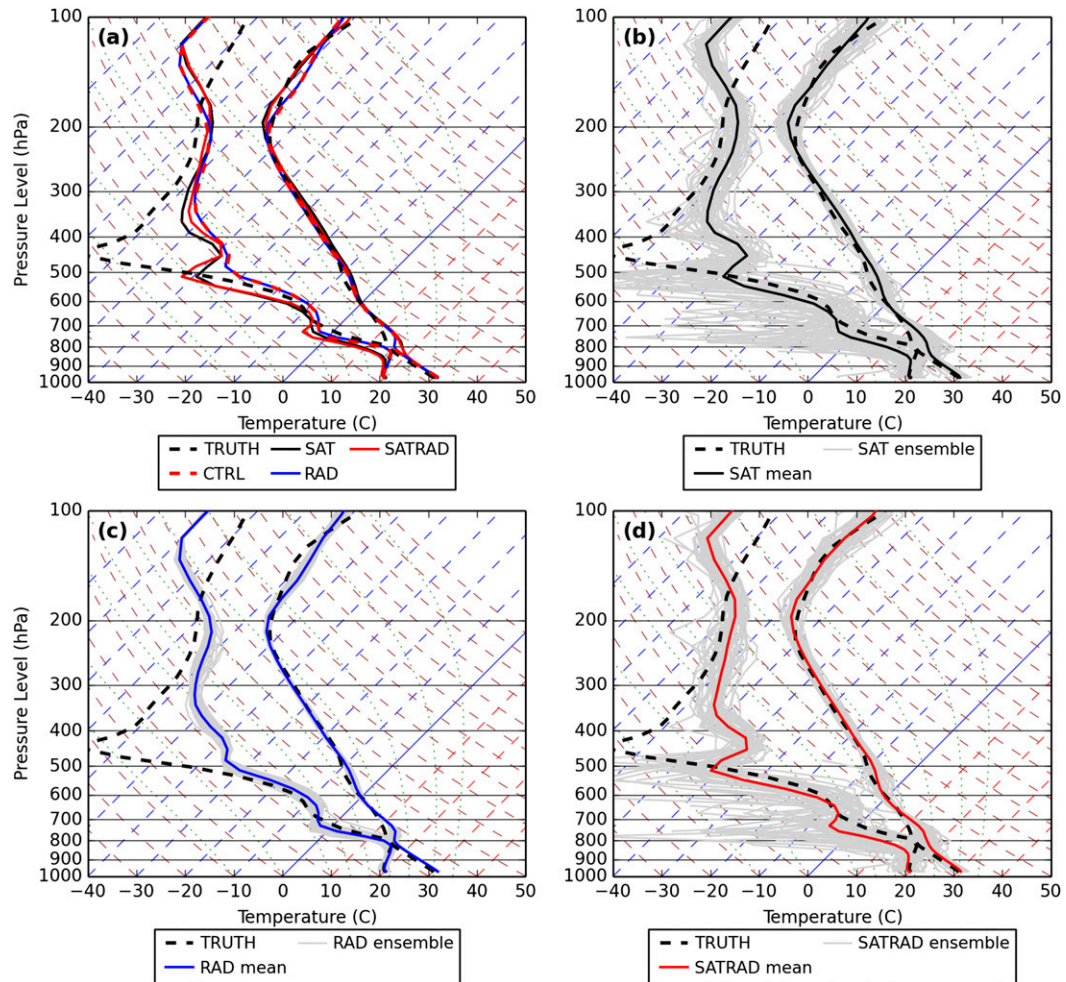 (a)
Pressure Level (hPa)
100
200
300
400
500
600
700
800
900
1000
−40 −30 −20 −10 0 10 20 30 40 50
Temperature (C)
TRUTH SAT SATRAD
CTRL RAD
(b)
100
200
300
400
500
600
700
800
900
1000
−40 −30 −20 −10 0 10 20 30 40 50
Temperature (C)
TRUTH SAT ensemble
SAT mean
(c)
Pressure Level (hPa)
100
200
300
400
500
600
700
800
900
1000
−40 −30 −20 −10 0 10 20 30 40 50
Temperature (C)
TRUTH RAD ensemble
RAD mean
(d)
100
200
300
400
500
600
700
800
900
1000
−40 −30 −20 −10 0 10 20 30 40 50
Temperature (C)
TRUTH SATRAD ensemble
SATRAD mean